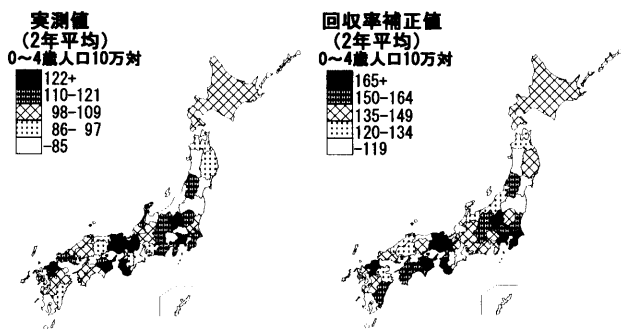 実測値
（2年平均）
0～4歳人口10万対
122+
110-121
98-109
86- 97
-85
回収率補正値
（2年平均）
0～4歳人口10万対
165+
150-164
135-149
120-134
-119